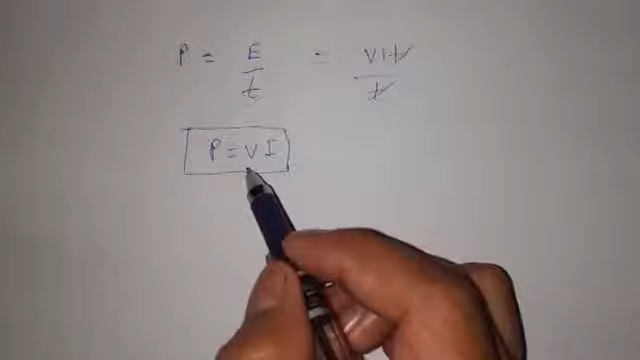 P = E/t = VIt/t
P = VI